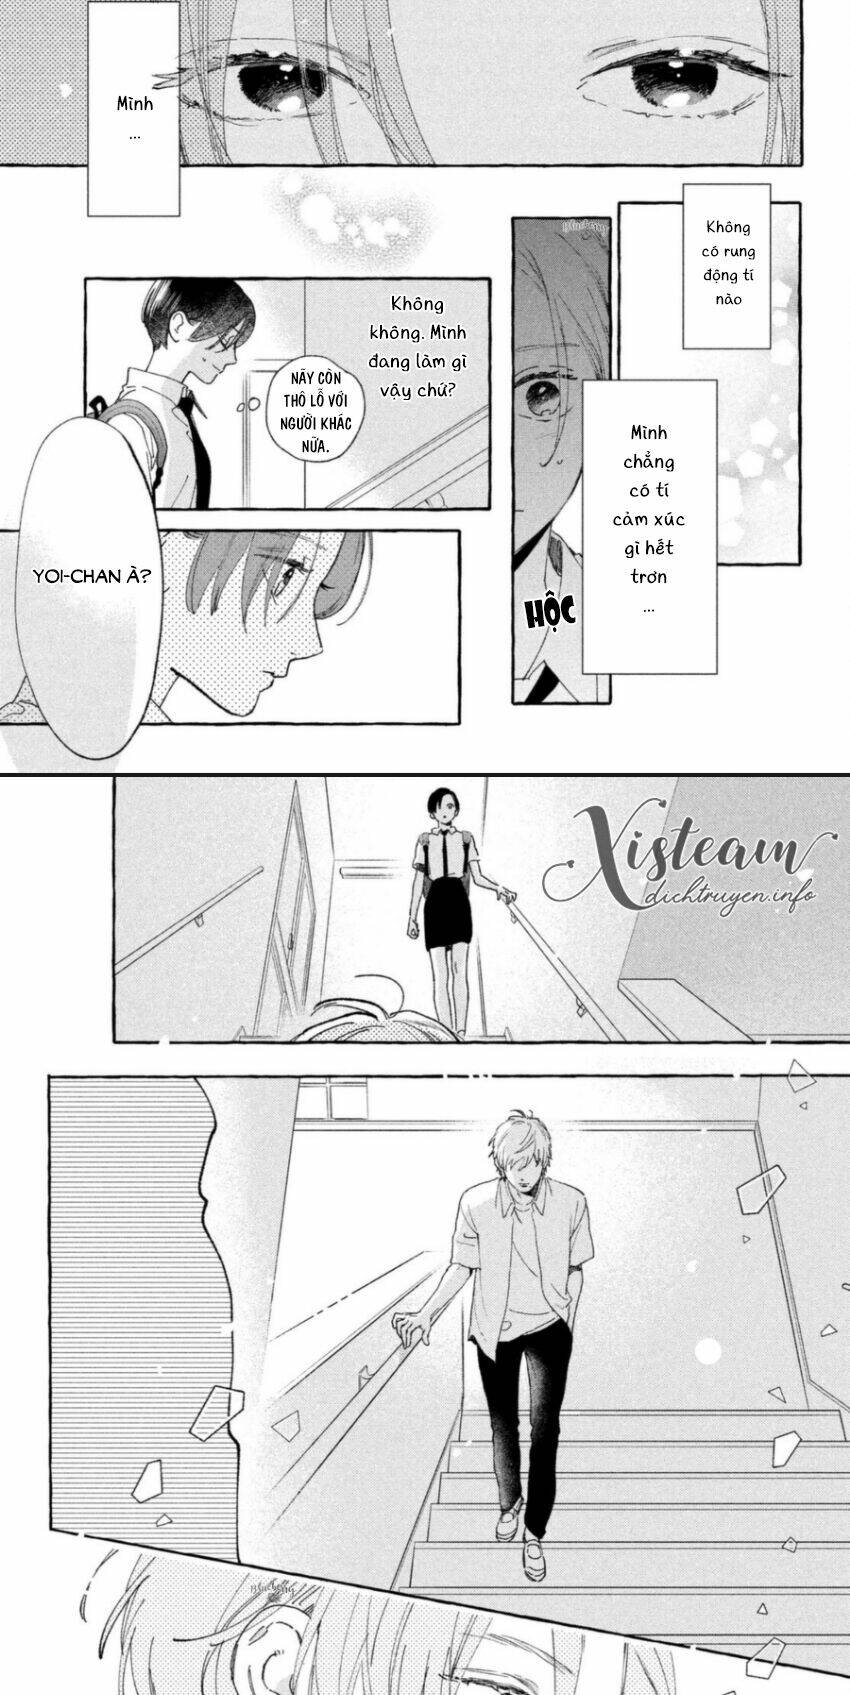 Mình
...
Không
có rung
động tí
nào
Mình
chẳng
có tí
cảm xúc
gì hết
trơn
...
HỘC
Không
không. Mình
đang làm gì
vậy chứ?
NÃY CÒN
THÔ LỖ VỚI
NGƯỜI KHÁC
NỮA.
YOI-CHAN À?
Xisteam
dichtruyen.info